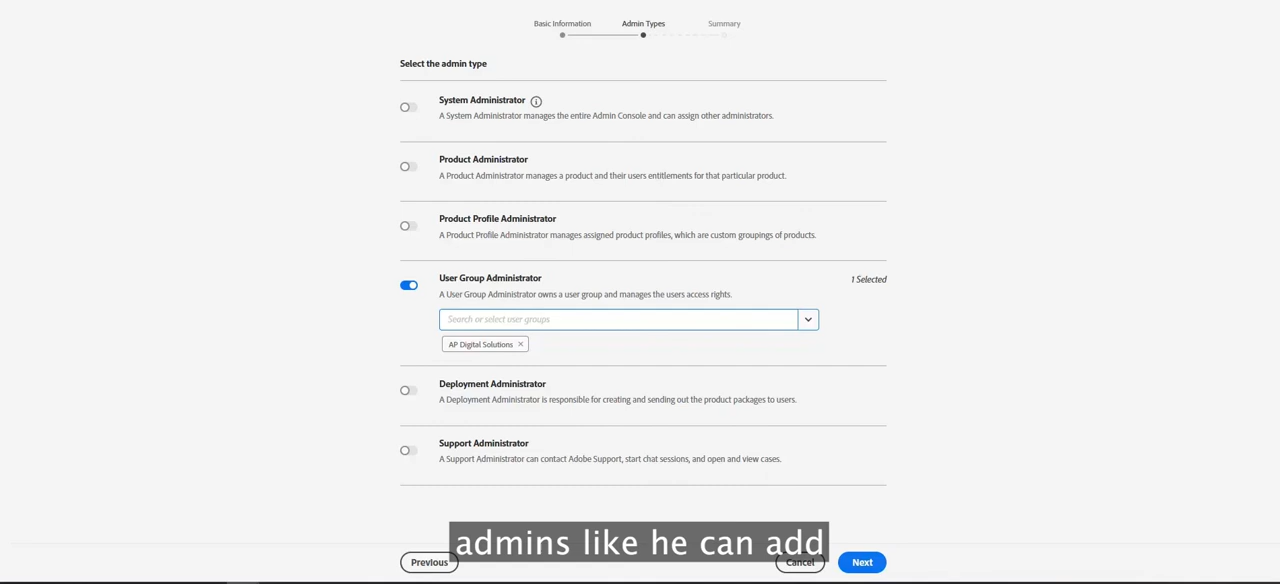 Basic Information Admin Types Summary
Select the admin type
System Administrator
A System Administrator manages the entire Admin Console and can assign other administrators.
Product Administrator
A Product Administrator manages a product and their users entitlements for that particular product.
Product Profile Administrator
A Product Profile Administrator manages assigned product profiles, which are custom groupings of products.
User Group Administrator 1 Selected
A User Group Administrator owns a user group and manages the users access rights.
Search or select user groups
AP Digital Solutions ×
Deployment Administrator
A Deployment Administrator is responsible for creating and sending out the product packages to users.
Support Administrator
A Support Administrator can contact Adobe Support, start chat sessions, and open and view cases.
admins like he can add
Previous Cancel Next